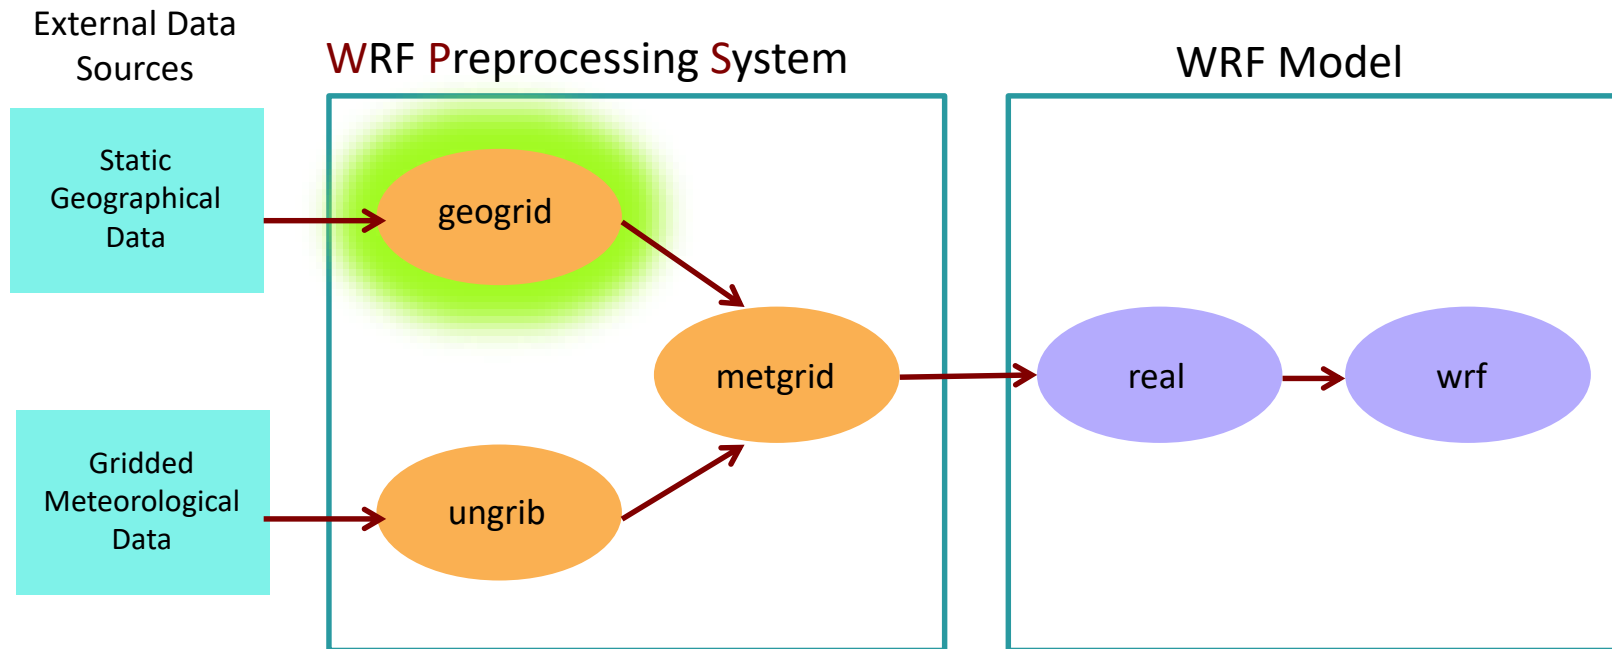 External Data
Sources
WRF Preprocessing System
WRF Model
Static
Geographical
Data
geogrid
metgrid
real
wrf
Gridded
Meteorological
Data
ungrib